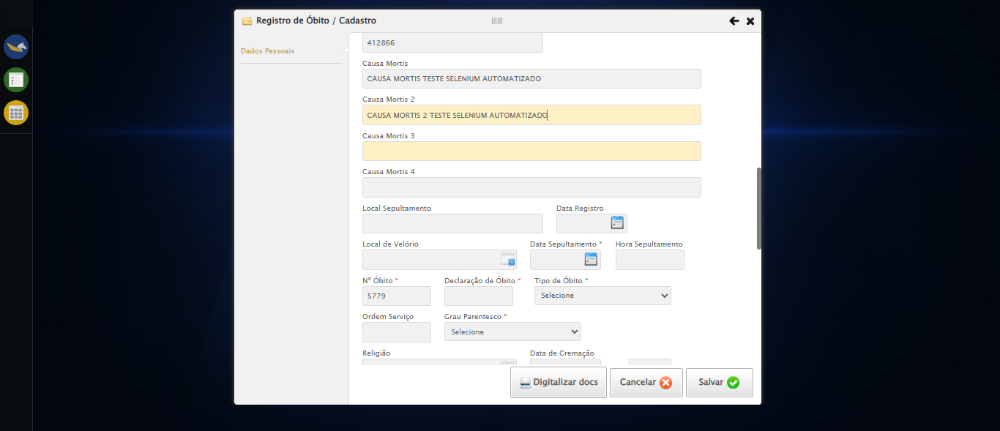 Registro de Óbito / Cadastro
Dados Pessoais
412866
Causa Mortis
CAUSA MORTIS TESTE SELENIUM AUTOMATIZADO
Causa Mortis 2
CAUSA MORTIS 2 TESTE SELENIUM AUTOMATIZADO
Causa Mortis 3
Causa Mortis 4
Local Sepultamento Data Registro
Local de Velório Data Sepultamento * Hora Sepultamento
Nº Óbito * Declaração de Óbito * Tipo de Óbito *
5779 Selecione
Ordem Serviço Grau Parentesco *
Selecione
Religião Data de Cremação
Digitalizar docs Cancelar Salvar